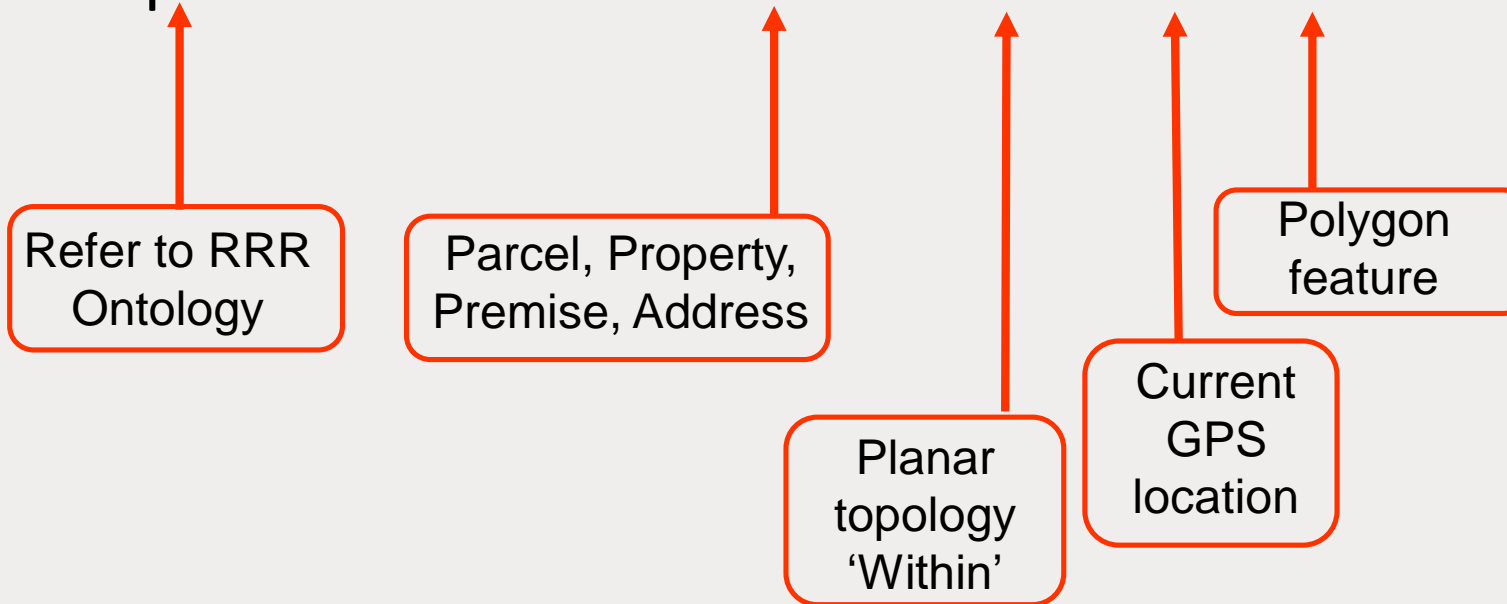 Refer to RRR
Ontology
Parcel, Property,
Premise, Address
Planar
topology
‘Within’
Current
GPS
location
Polygon
feature